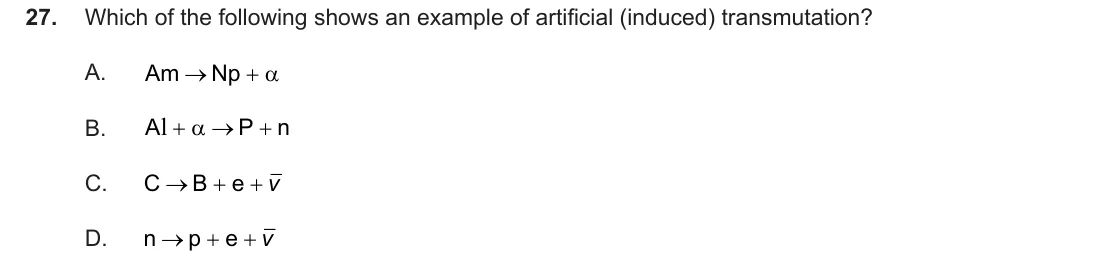 27. Which of the following shows an example of artificial (induced) transmutation?
A. Am → Np + α
B. Al + α → P + n
C. C → B + e + v̅
D. n → p + e + v̅